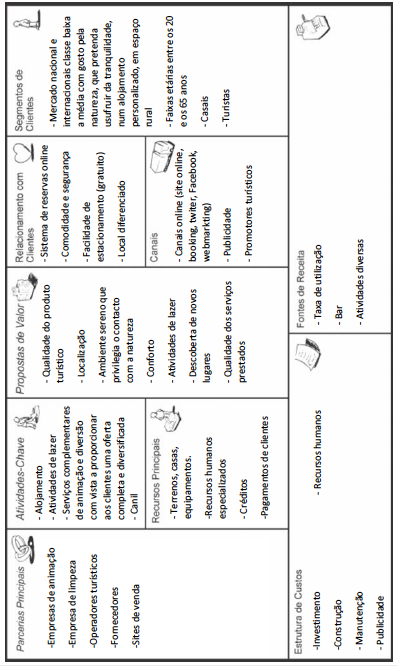 Parcerias Principais
-Empresas de animação
-Empresa de limpeza
-Operadores turísticos
-Fornecedores
-Sites de venda
Atividades-Chave
- Alojamento
- Atividades de lazer
- Serviços complementares
de animação e diversão
com vista a proporcionar
aos clientes uma oferta
completa e diversificada
- Canil
Recursos Principais
- Terrenos, casas,
equipamentos.
-Recursos humanos
especializados
- Créditos
-Pagamentos de clientes
Propostas de Valor
- Qualidade do produto
turístico
- Localização
- Ambiente sereno que
privilegia o contacto
com a natureza
- Conforto
- Atividades de lazer
- Descoberta de novos
lugares
- Qualidade dos serviços
prestados
Relacionamento com
Clientes
- Sistema de reservas online
- Comodidade e segurança
- Facilidade de
estacionamento (gratuito)
- Local diferenciado
Canais
- Canais online (site online,
booking, twiter, Facebook,
webmarkting)
- Publicidade
- Promotores turísticos
Segmentos de
Clientes
- Mercado nacional e
internacionais classe baixa
a média com gosto pela
natureza, que pretenda
usufruir da tranquilidade,
num alojamento
personalizado, em espaço
rural
- Faixas etárias entre os 20
e os 65 anos
- Casais
- Turistas
Estrutura de Custos
-Investimento
-Construção
- Manutenção
- Publicidade
- Recursos humanos
Fontes de Receita
- Taxa de utilização
- Bar
- Atividades diversas